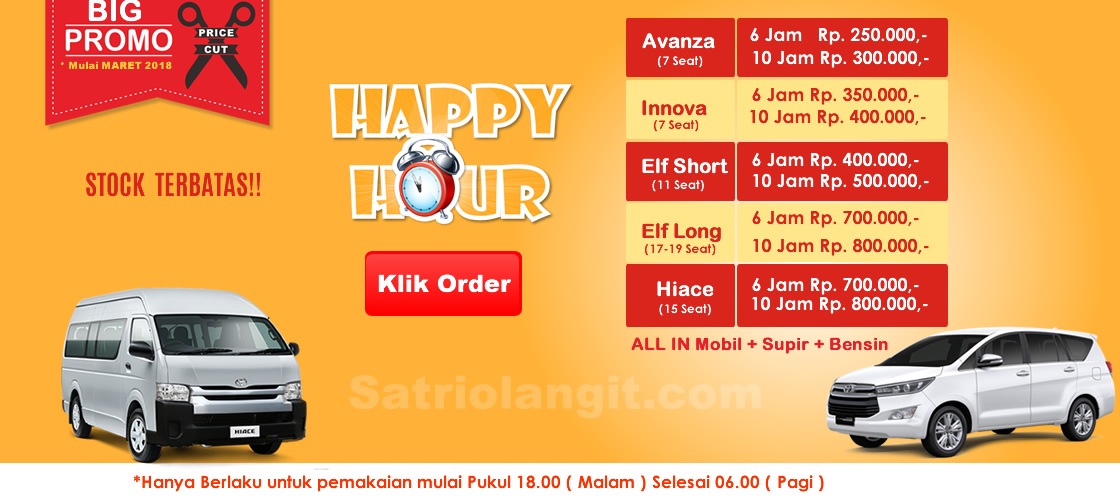 BIG
PROMO
* Mulai MARET 2018
PRICE
CUT
HAPPY
HOUR
STOCK TERBATAS!!
Klik Order
Avanza
(7 Seat)
6 Jam Rp. 250.000,-
10 Jam Rp. 300.000,-
Innova
(7 Seat)
6 Jam Rp. 350.000,-
10 Jam Rp. 400.000,-
Elf Short
(11 Seat)
6 Jam Rp. 400.000,-
10 Jam Rp. 500.000,-
Elf Long
(17-19 Seat)
6 Jam Rp. 700.000,-
10 Jam Rp. 800.000,-
Hiace
(15 Seat)
6 Jam Rp. 700.000,-
10 Jam Rp. 800.000,-
ALL IN Mobil + Supir + Bensin
Satriolangit.com
HIACE
*Hanya Berlaku untuk pemakaian mulai Pukul 18.00 ( Malam ) Selesai 06.00 ( Pagi )